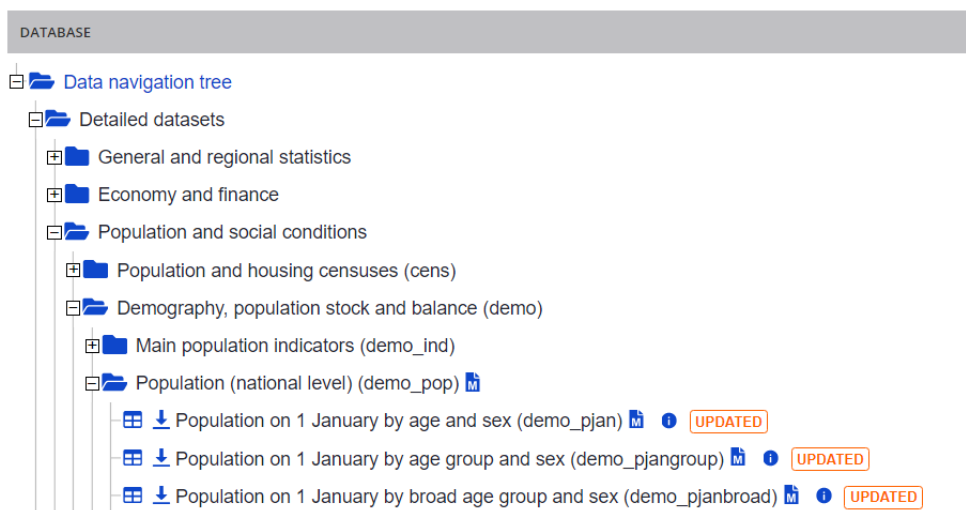 DATABASE
Data navigation tree
Detailed datasets
General and regional statistics
Economy and finance
Population and social conditions
Population and housing censuses (cens)
Demography, population stock and balance (demo)
Main population indicators (demo_ind)
Population (national level) (demo_pop) M
Population on 1 January by age and sex (demo_pjan) M i UPDATED
Population on 1 January by age group and sex (demo_pjangroup) M i UPDATED
Population on 1 January by broad age group and sex (demo_pjanbroad) M i UPDATED